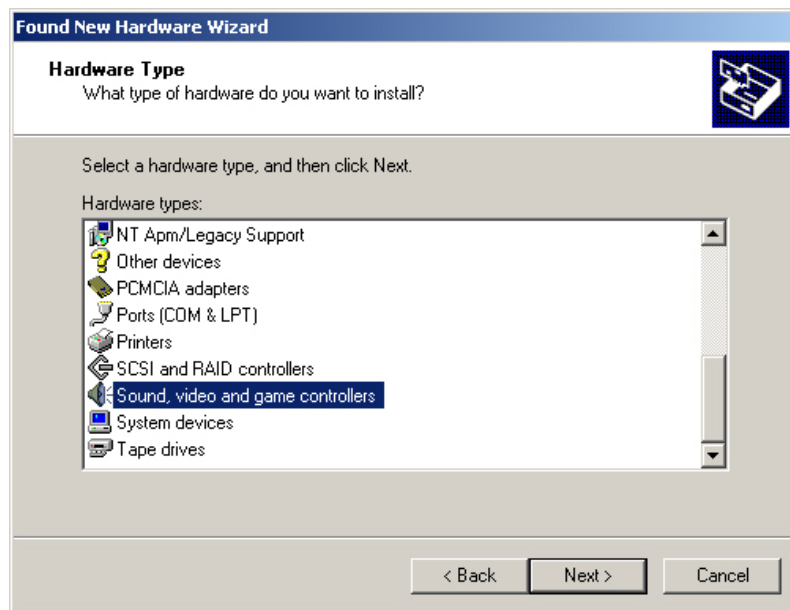 Found New Hardware Wizard
Hardware Type
What type of hardware do you want to install?
Select a hardware type, and then click Next.
Hardware types:
NT Apm/Legacy Support
Other devices
PCMCIA adapters
Ports (COM & LPT)
Printers
SCSI and RAID controllers
Sound, video and game controllers
System devices
Tape drives
< Back Next > Cancel